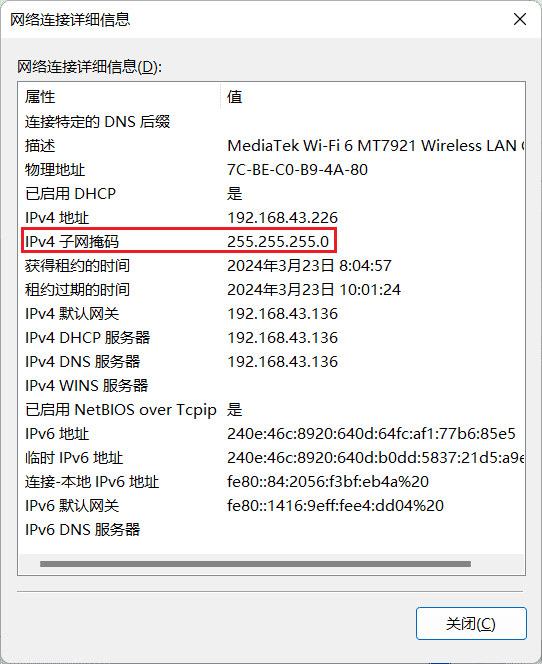 网络连接详细信息
网络连接详细信息(D):
属性 值
连接特定的 DNS 后缀
描述 MediaTek Wi-Fi 6 MT7921 Wireless LAN C
物理地址 7C-BE-C0-B9-4A-80
已启用 DHCP 是
IPv4 地址 192.168.43.226
IPv4 子网掩码 255.255.255.0
获得租约的时间 2024年3月23日 8:04:57
租约过期的时间 2024年3月23日 10:01:24
IPv4 默认网关 192.168.43.136
IPv4 DHCP 服务器 192.168.43.136
IPv4 DNS 服务器 192.168.43.136
IPv4 WINS 服务器
已启用 NetBIOS over Tcpip 是
IPv6 地址 240e:46c:8920:640d:64fc:af1:77b6:85e5
临时 IPv6 地址 240e:46c:8920:640d:b0dd:5837:21d5:a9e
连接-本地 IPv6 地址 fe80::84:2056:f3bf:eb4a%20
IPv6 默认网关 fe80::1416:9eff:fee4:dd04%20
IPv6 DNS 服务器
关闭(C)